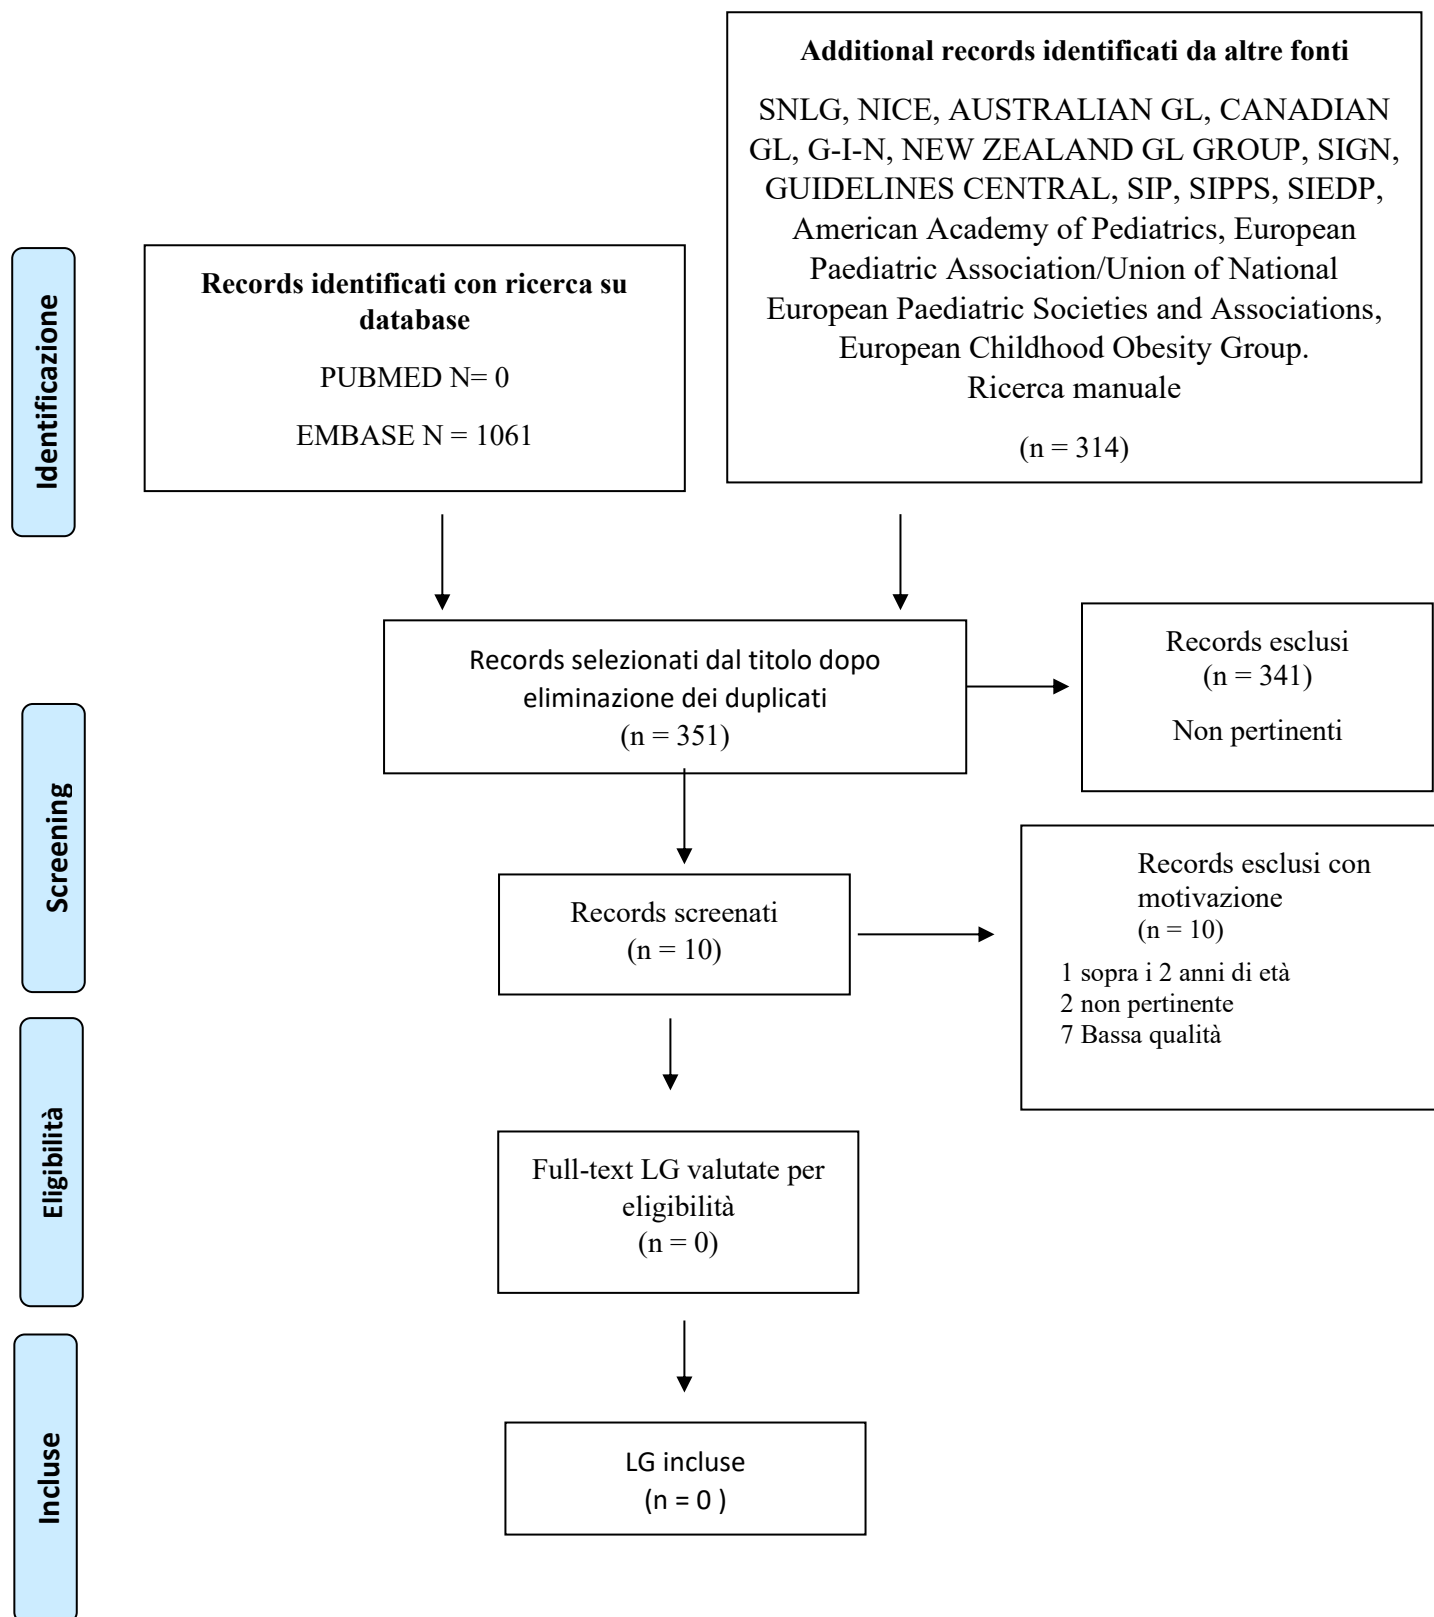 Additional records identificati da altre fonti
SNLG, NICE, AUSTRALIAN GL, CANADIAN
GL, G-I-N, NEW ZEALAND GL GROUP, SIGN,
GUIDELINES CENTRAL, SIP, SIPPS, SIEDP,
American Academy of Pediatrics, European
Paediatric Association/Union of National
European Paediatric Societies and Associations,
European Childhood Obesity Group.
Ricerca manuale
(n = 314)
Identificazione
Records identificati con ricerca su
database
PUBMED N= 0
EMBASE N = 1061
Records selezionati dal titolo dopo
eliminazione dei duplicati
(n = 351)
Records esclusi
(n = 341)
Non pertinenti
Screening
Records screenati
(n = 10)
Records esclusi con
motivazione
(n = 10)
1 sopra i 2 anni di età
2 non pertinente
7 Bassa qualità
Eligibilità
Full-text LG valutate per
eligibilità
(n = 0)
Incluse
LG incluse
(n = 0 )